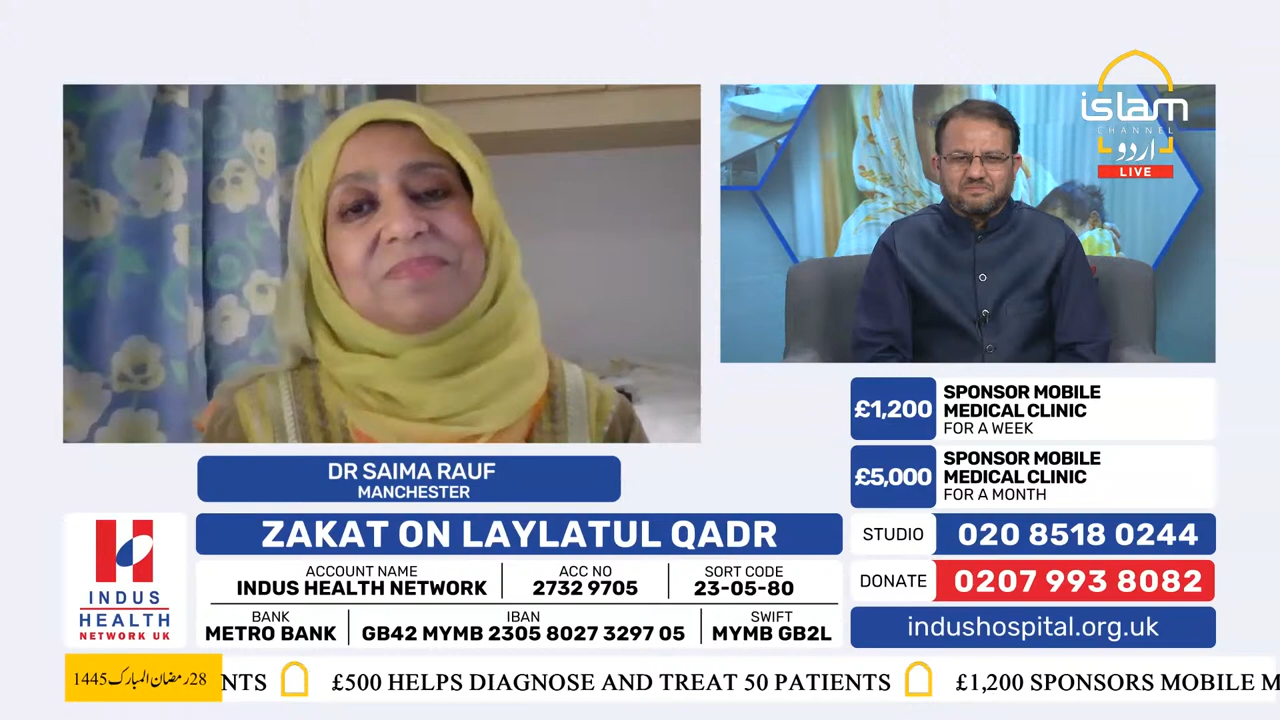 islam
CHANNEL
اردو
LIVE
£1,200
SPONSOR MOBILE
MEDICAL CLINIC
FOR A WEEK
£5,000
SPONSOR MOBILE
MEDICAL CLINIC
FOR A MONTH
DR SAIMA RAUF
MANCHESTER
INDUS
HEALTH
NETWORK UK
ZAKAT ON LAYLATUL QADR
ACCOUNT NAME
INDUS HEALTH NETWORK
ACC NO
2732 9705
SORT CODE
23-05-80
BANK
METRO BANK
IBAN
GB42 MYMB 2305 8027 3297 05
SWIFT
MYMB GB2L
STUDIO
020 8518 0244
DONATE
0207 993 8082
indushospital.org.uk
28رمضان المبارک 1445
NTS £500 HELPS DIAGNOSE AND TREAT 50 PATIENTS £1,200 SPONSORS MOBILE M